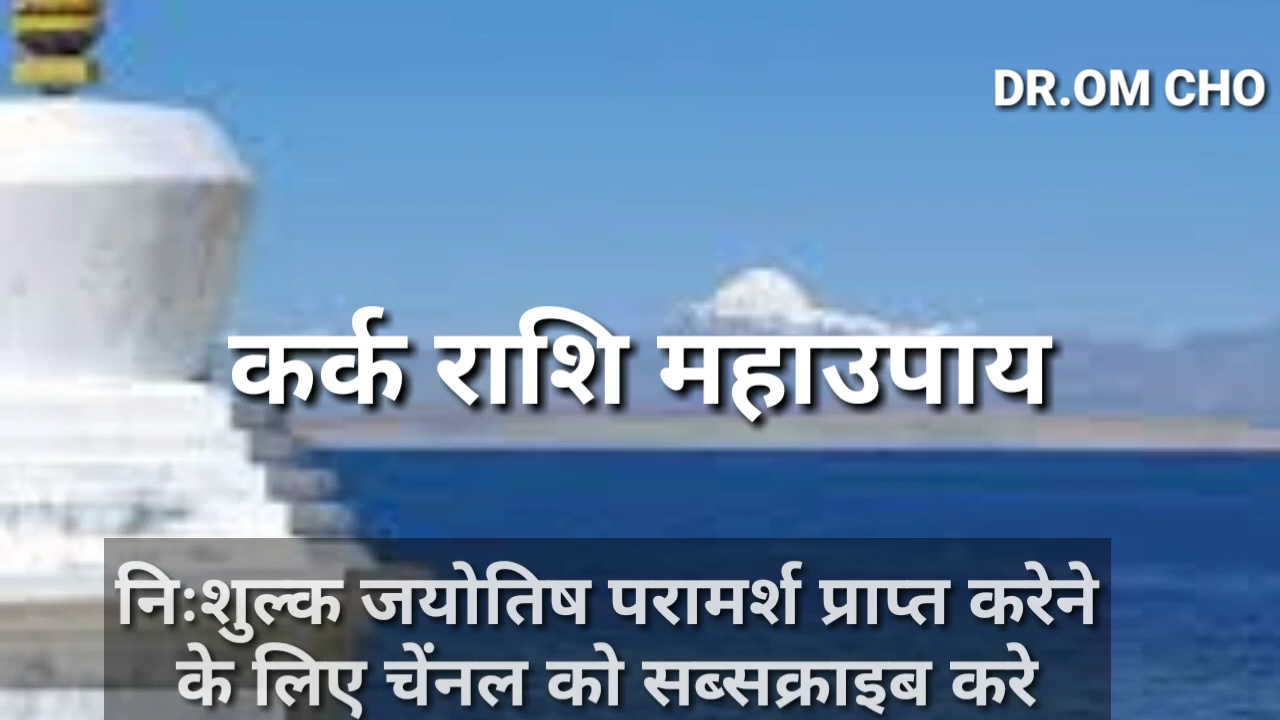 DR.OM CHO
कर्क राशि महाउपाय
निःशुल्क जयोतिष परामर्श प्राप्त करेने
के लिए चेंनल को सब्सक्राइब करे